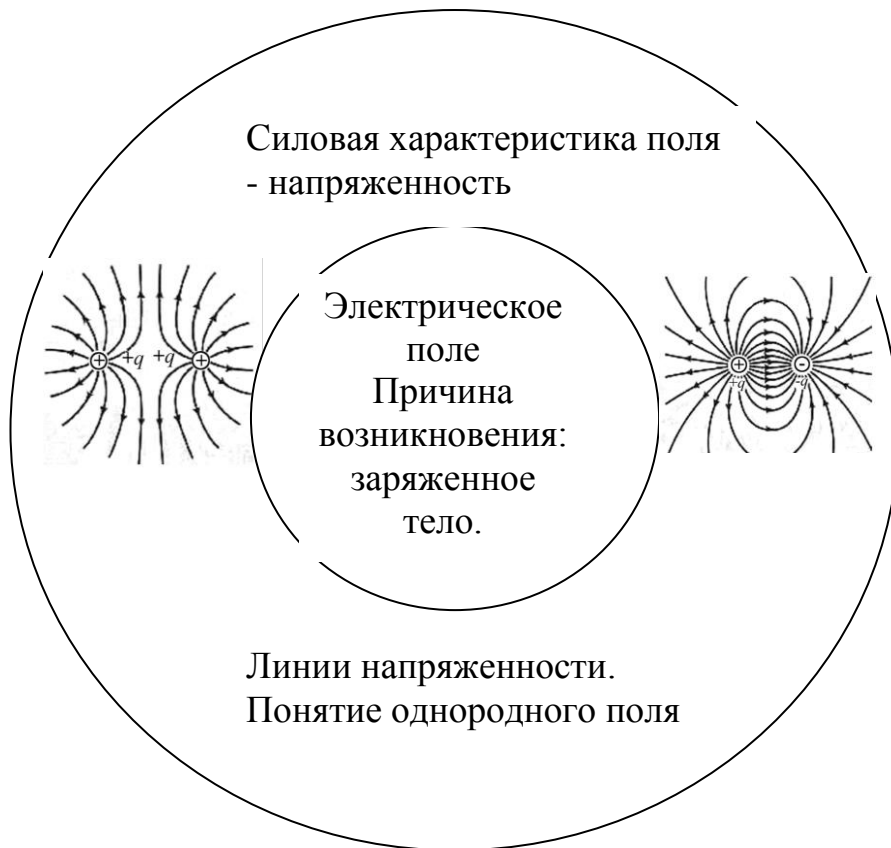 Силовая характеристика поля
- напряженность
+q +q
+ +
Электрическое
поле
Причина
возникновения:
заряженное
тело.
+ -
+q -q
Линии напряженности.
Понятие однородного поля